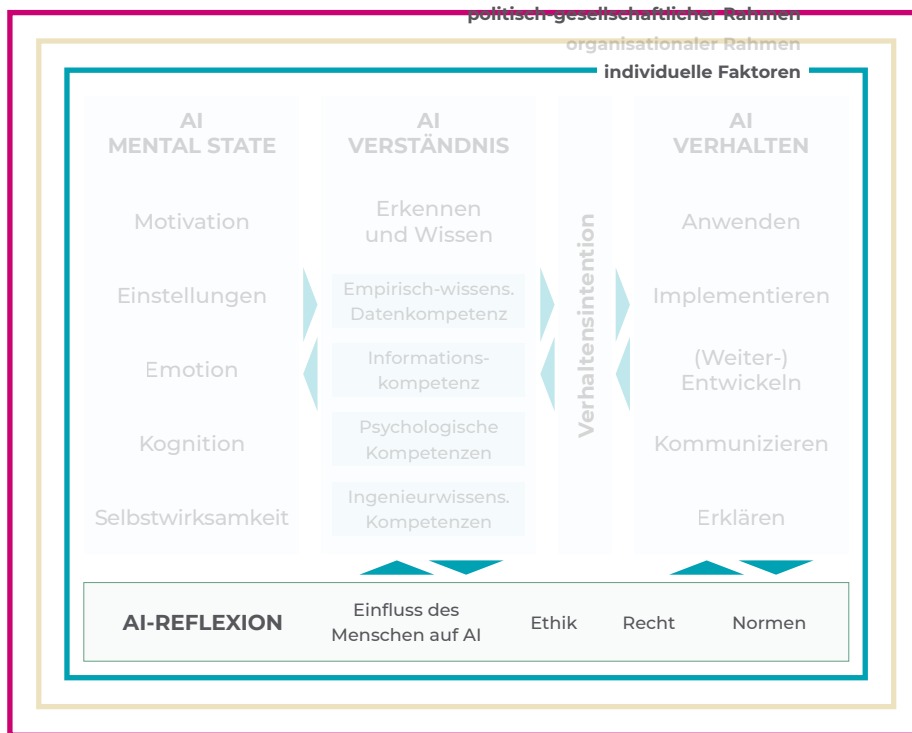 politisch-gesellschaftlicher Rahmen
organisationaler Rahmen
individuelle Faktoren
AI
MENTAL STATE
Motivation
Einstellungen
Emotion
Kognition
Selbstwirksamkeit
AI
VERSTÄNDNIS
Erkennen
und Wissen
Empirisch-wissens.
Datenkompetenz
Informations-
kompetenz
Psychologische
Kompetenzen
Ingenieurwissens.
Kompetenzen
Verhaltensintention
AI
VERHALTEN
Anwenden
Implementieren
(Weiter-)
Entwickeln
Kommunizieren
Erklären
AI-REFLEXION
Einfluss des
Menschen auf AI
Ethik
Recht
Normen